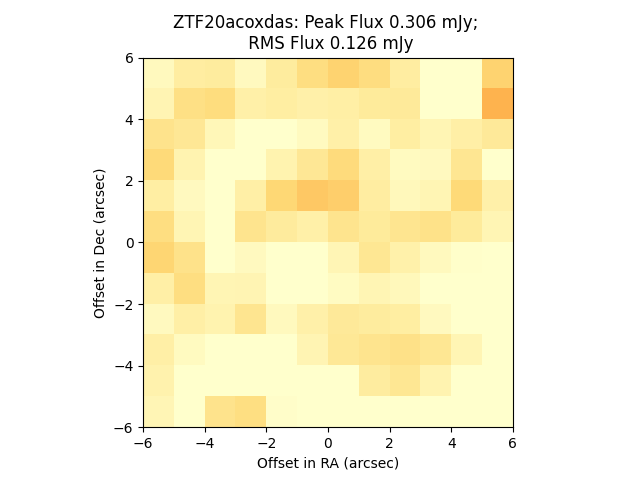 ZTF20acoxdas: Peak Flux 0.306 mJy;
RMS Flux 0.126 mJy
6
4
2
0
−2
−4
−6
Offset in Dec (arcsec)
−6 −4 −2 0 2 4 6
Offset in RA (arcsec)